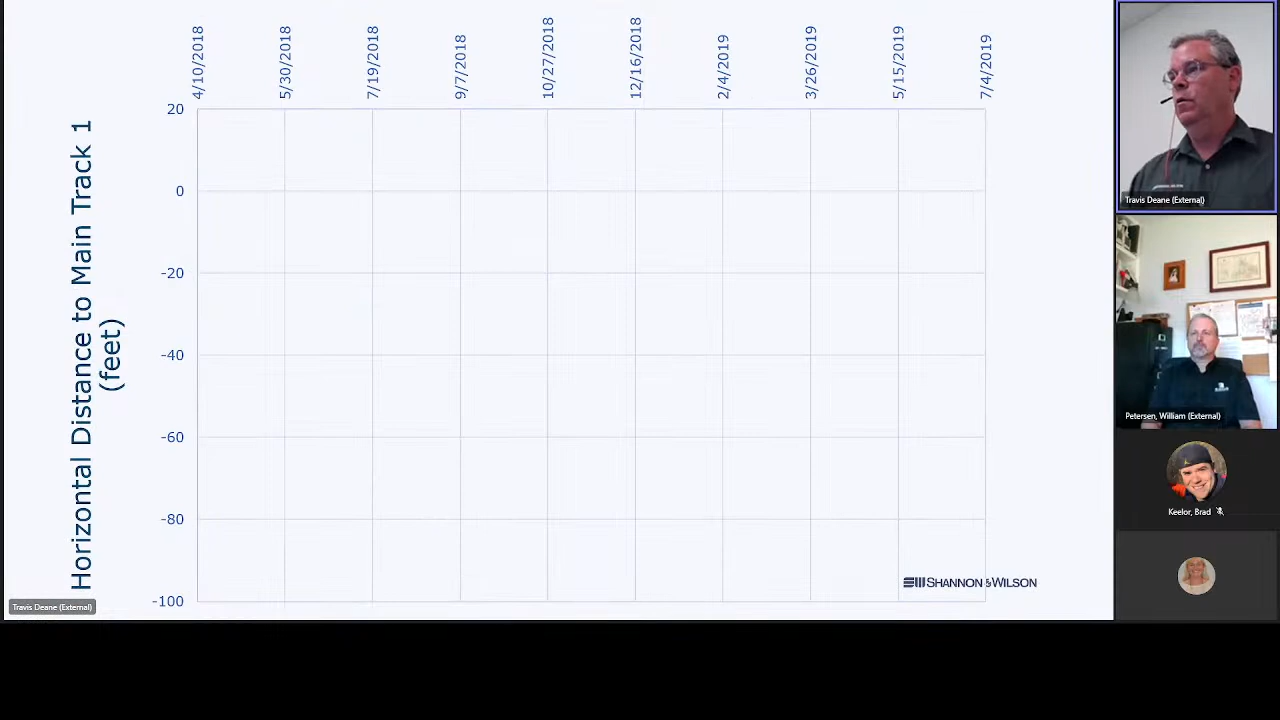 4/10/2018
5/30/2018
7/19/2018
9/7/2018
10/27/2018
12/16/2018
2/4/2019
3/26/2019
5/15/2019
7/4/2019
20
0
-20
-40
-60
-80
-100
Horizontal Distance to Main Track 1
(feet)
SHANNON & WILSON
Travis Deane (External)
Travis Deane (External)
Petersen, William (External)
Keelor, Brad